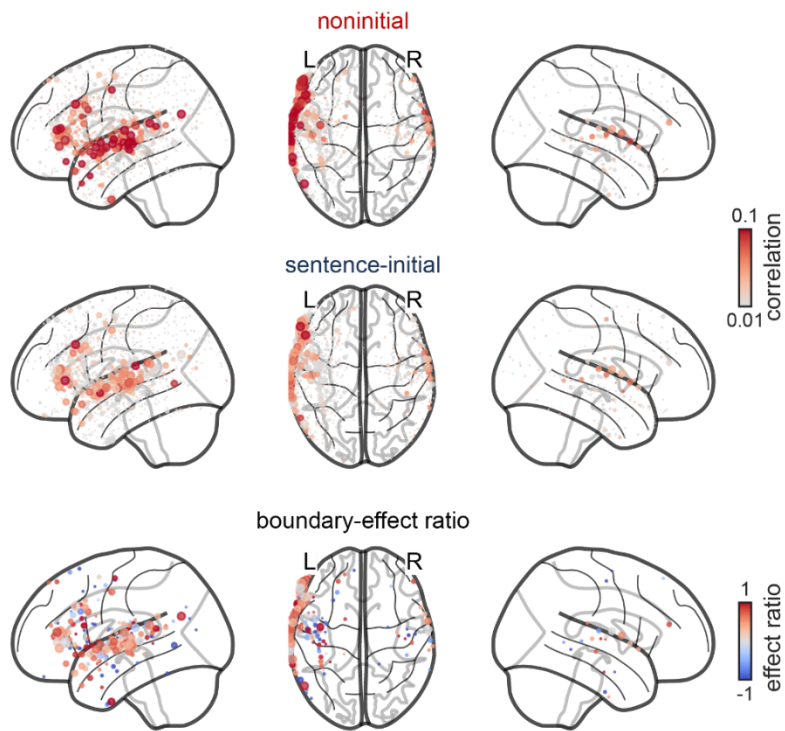 noninitial
L R
0.1
correlation
0.01
sentence-initial
L R
boundary-effect ratio
L R
1
effect ratio
-1